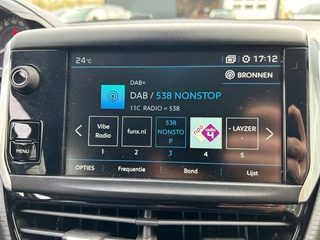 24°C
17:12
BRONNEN
DAB+
DAB / 538 NONSTOP
11C RADIO = 538
Vibe Radio
funx.nl
538 NONSTO P
- LAYZER -
1 2 3 4 5
OPTIES Frequentie Band Lijst
MENU